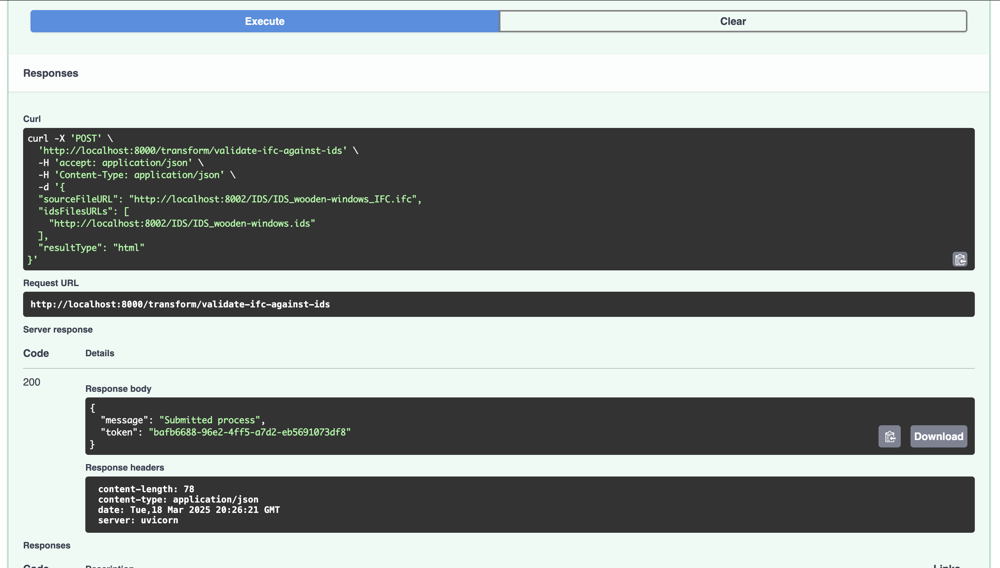 Execute
Clear
Responses
Curl
curl -X 'POST' \
'http://localhost:8000/transform/validate-ifc-against-ids' \
-H 'accept: application/json' \
-H 'Content-Type: application/json' \
-d '{
"sourceFileURL": "http://localhost:8002/IDS/IDS_wooden-windows_IFC.ifc",
"idsFilesURLs": [
"http://localhost:8002/IDS/IDS_wooden-windows.ids"
],
"resultType": "html"
}'
Request URL
http://localhost:8000/transform/validate-ifc-against-ids
Server response
Code Details
200
Response body
{
"message": "Submitted process",
"token": "bafb6688-96e2-4ff5-a7d2-eb5691073df8"
}
Download
Response headers
content-length: 78
content-type: application/json
date: Tue,18 Mar 2025 20:26:21 GMT
server: uvicorn
Responses
Code Description Links